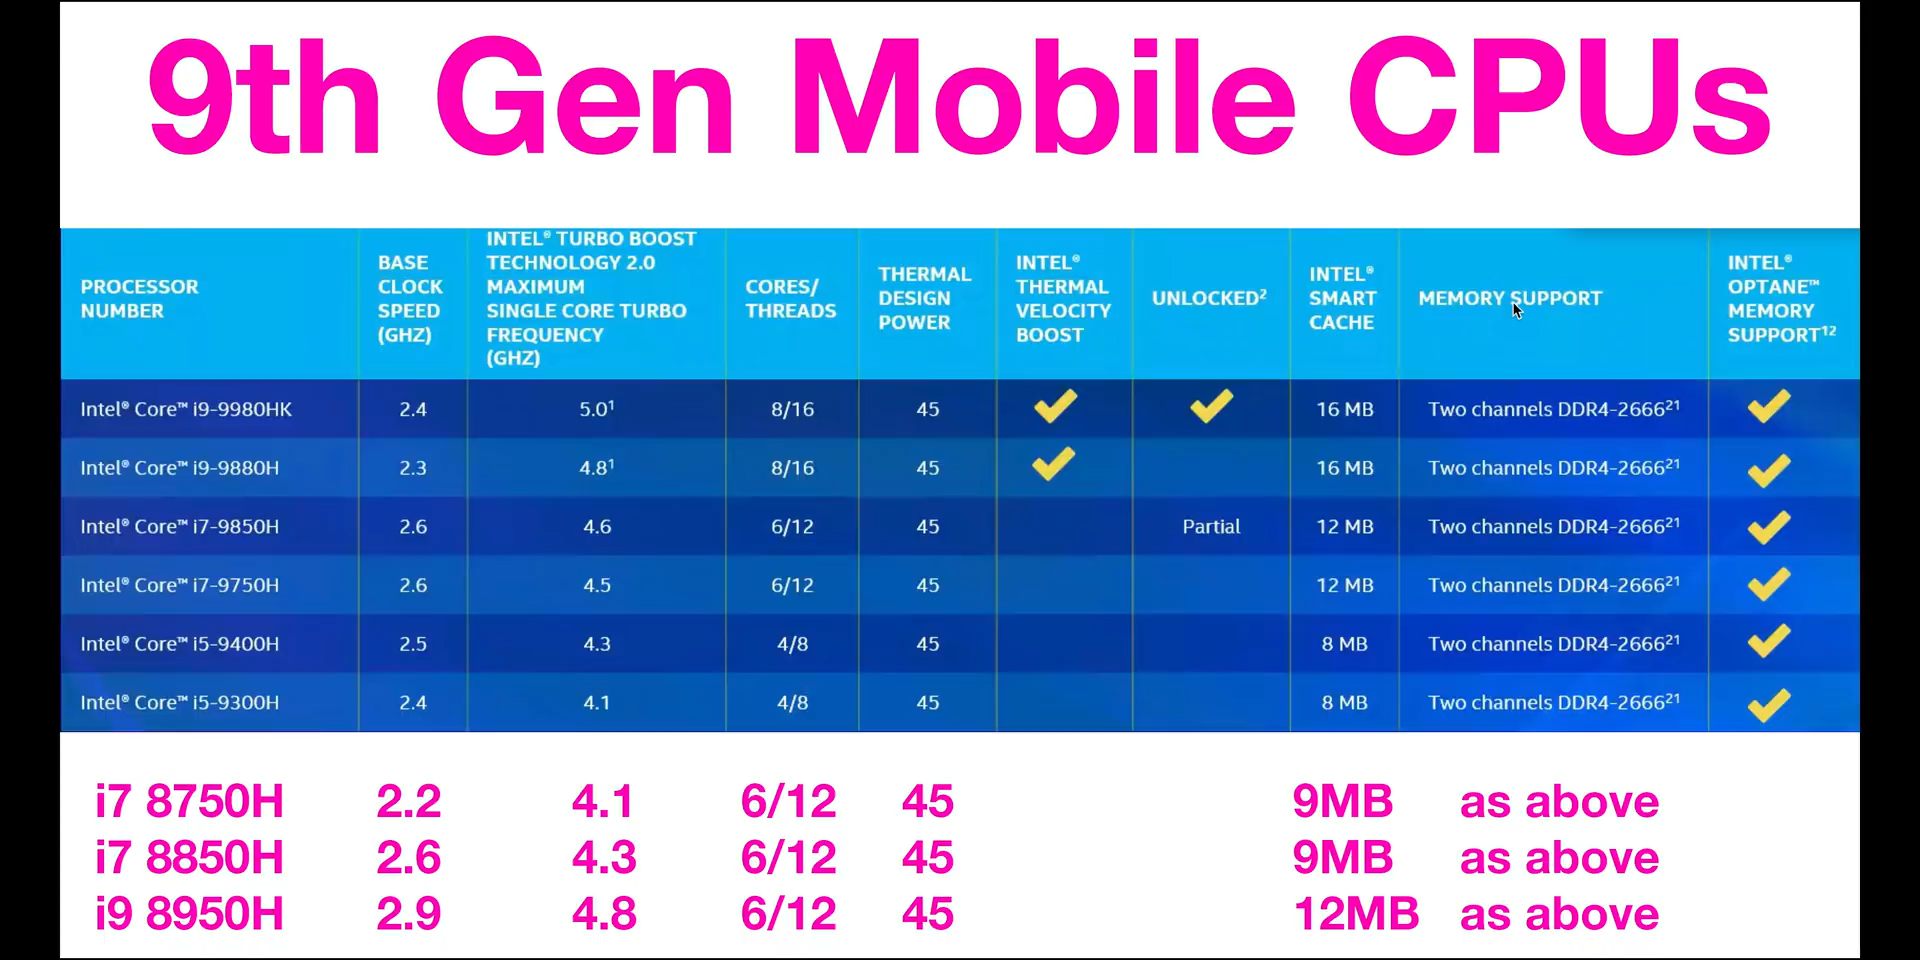 9th Gen Mobile CPUs
PROCESSOR NUMBER
BASE CLOCK SPEED (GHZ)
INTEL® TURBO BOOST TECHNOLOGY 2.0 MAXIMUM SINGLE CORE TURBO FREQUENCY (GHZ)
CORES/ THREADS
THERMAL DESIGN POWER
INTEL® THERMAL VELOCITY BOOST
UNLOCKED²
INTEL® SMART CACHE
MEMORY SUPPORT
INTEL® OPTANE™ MEMORY SUPPORT¹²
Intel® Core™ i9-9980HK 2.4 5.0¹ 8/16 45 16 MB Two channels DDR4-2666²¹
Intel® Core™ i9-9880H 2.3 4.8¹ 8/16 45 16 MB Two channels DDR4-2666²¹
Intel® Core™ i7-9850H 2.6 4.6 6/12 45 Partial 12 MB Two channels DDR4-2666²¹
Intel® Core™ i7-9750H 2.6 4.5 6/12 45 12 MB Two channels DDR4-2666²¹
Intel® Core™ i5-9400H 2.5 4.3 4/8 45 8 MB Two channels DDR4-2666²¹
Intel® Core™ i5-9300H 2.4 4.1 4/8 45 8 MB Two channels DDR4-2666²¹
i7 8750H 2.2 4.1 6/12 45 9MB as above
i7 8850H 2.6 4.3 6/12 45 9MB as above
i9 8950H 2.9 4.8 6/12 45 12MB as above